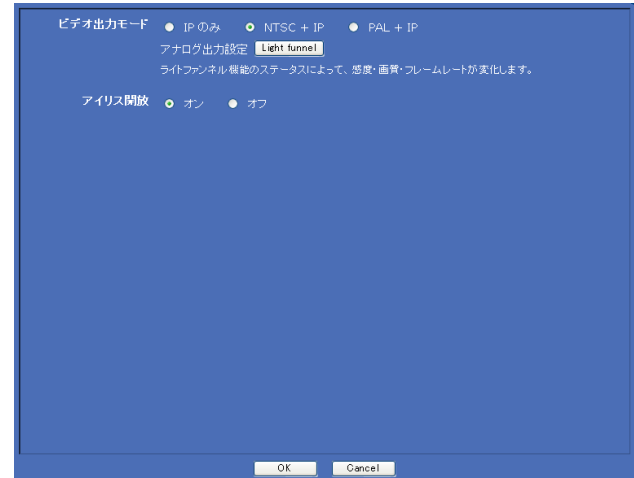 ビデオ出力モード IP のみ NTSC + IP PAL + IP
アナログ出力設定 Light funnel
ライトファンネル機能のステータスによって、感度・画質・フレームレートが変化します。
アイリス開放 オン オフ
OK Cancel